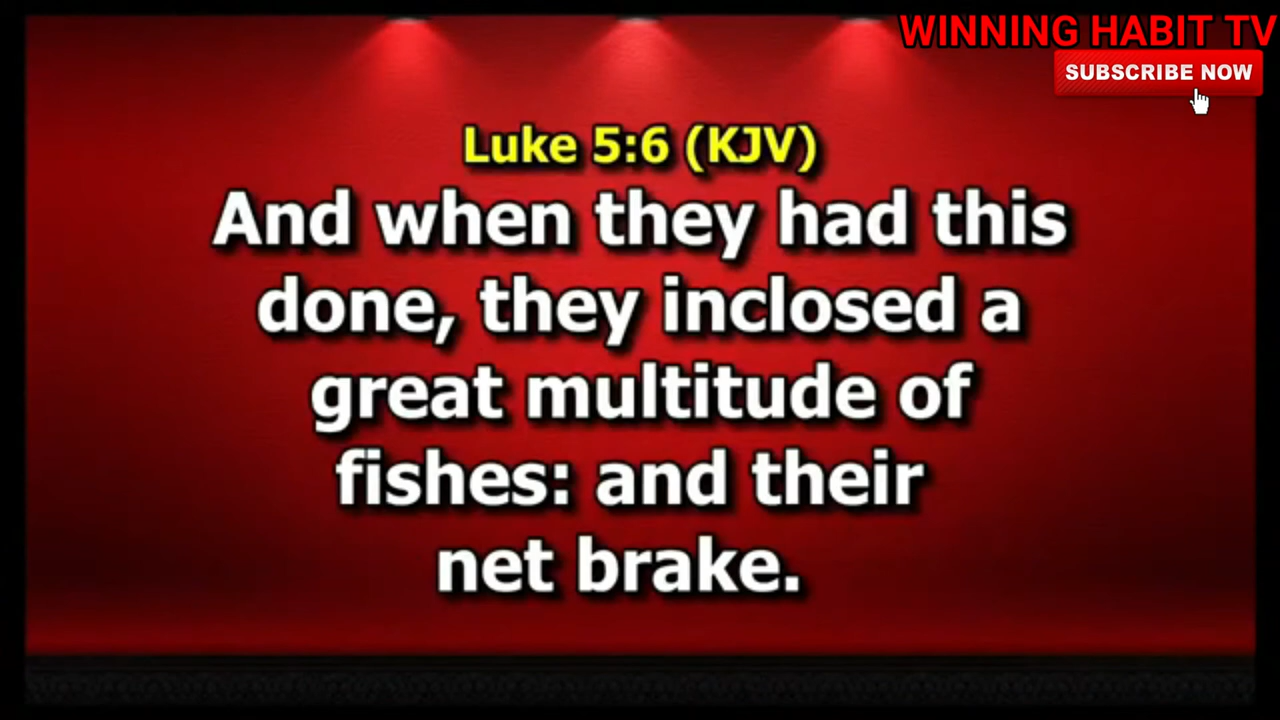 WINNING HABIT TV
SUBSCRIBE NOW
Luke 5:6 (KJV)
And when they had this
done, they inclosed a
great multitude of
fishes: and their
net brake.